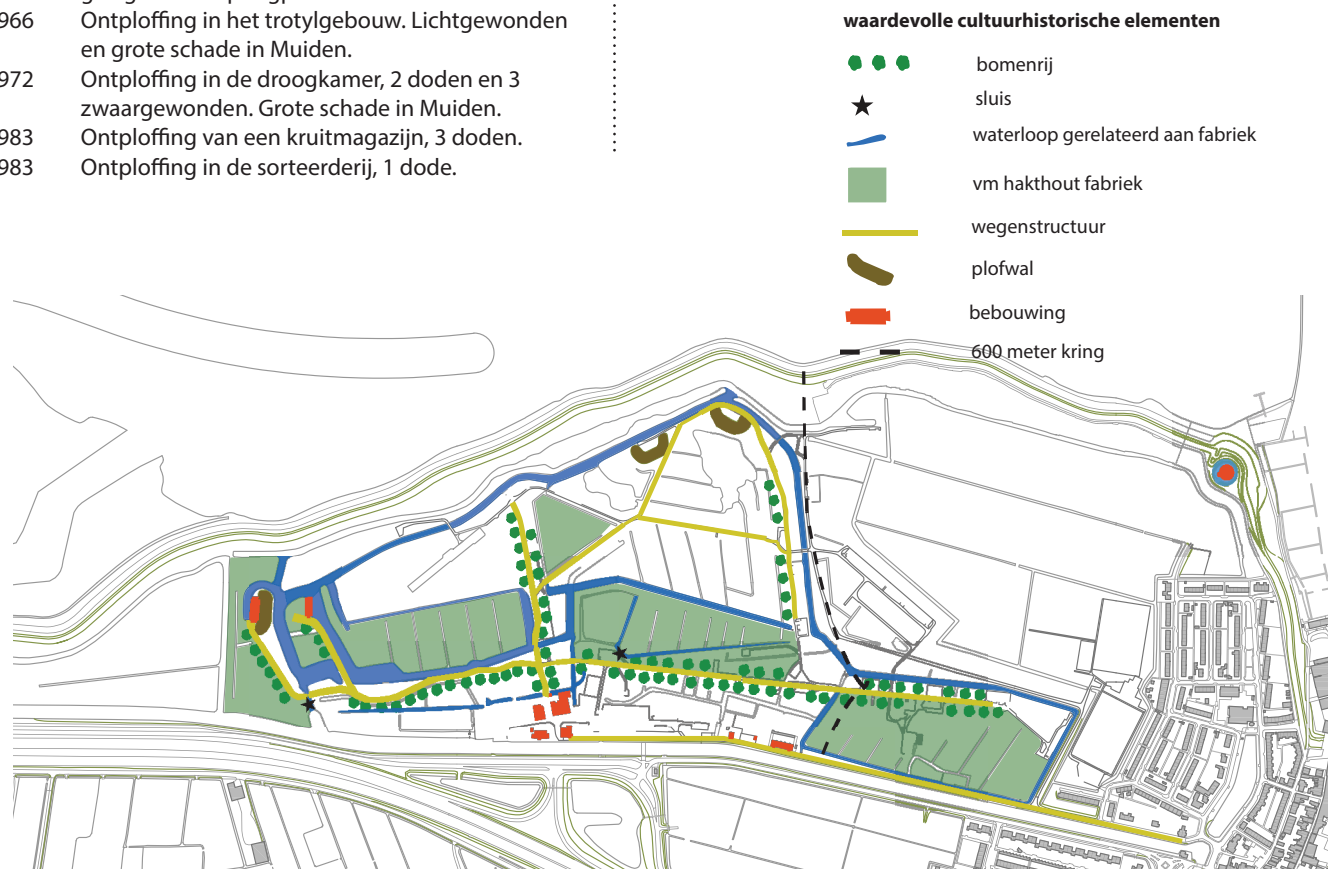 966 Ontploffing in het trotylgebouw. Lichtgewonden
en grote schade in Muiden.
972 Ontploffing in de droogkamer, 2 doden en 3
zwaargewonden. Grote schade in Muiden.
983 Ontploffing van een kruitmagazijn, 3 doden.
983 Ontploffing in de sorteerderij, 1 dode.
waardevolle cultuurhistorische elementen
bomenrij
sluis
waterloop gerelateerd aan fabriek
vm hakthout fabriek
wegenstructuur
plofwal
bebouwing
600 meter kring